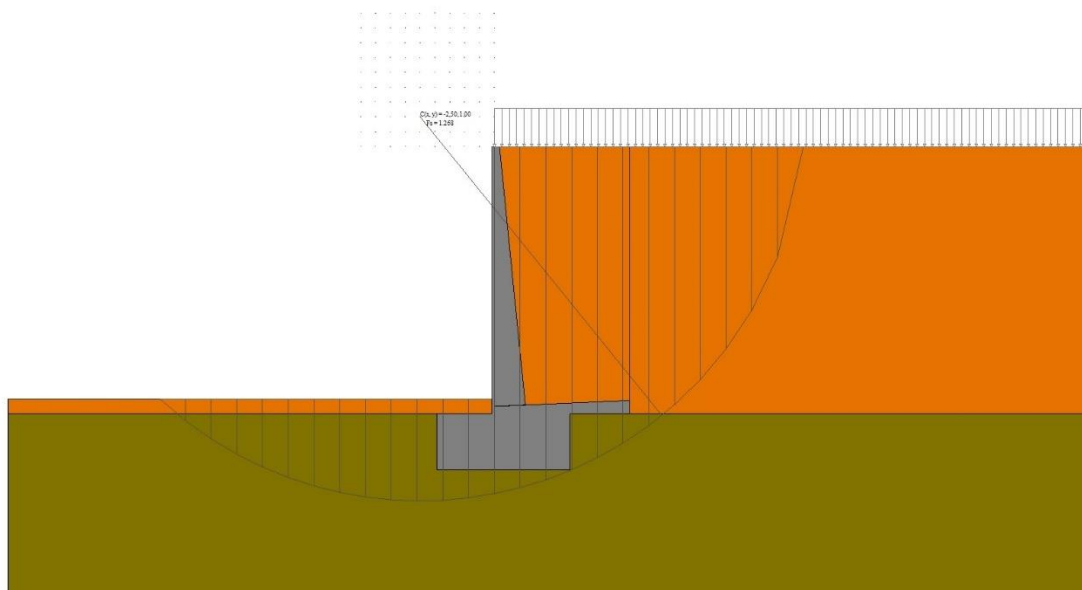 C(x, y) = -2,50;1,00
Fs = 1.268